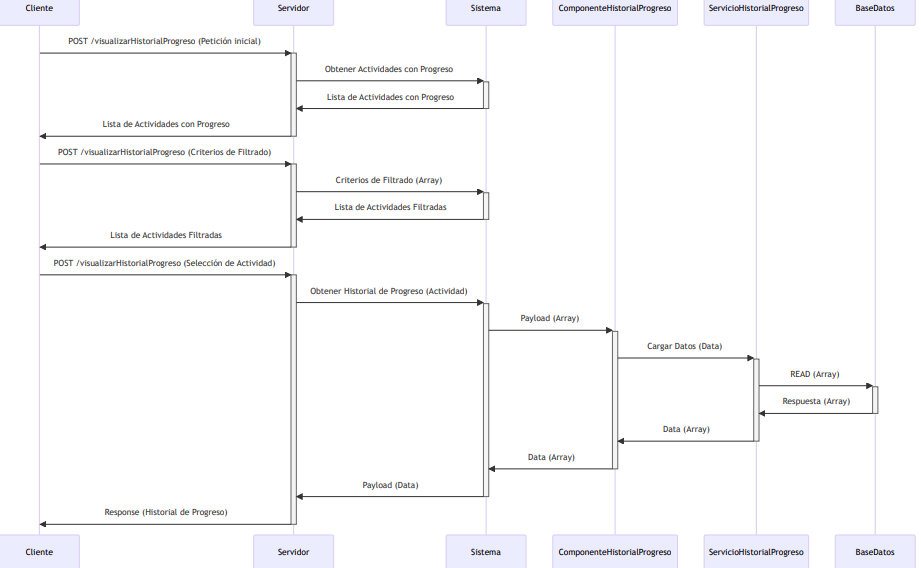 Cliente Servidor Sistema ComponenteHistorialProgreso ServicioHistorialProgreso BaseDatos
POST /visualizarHistorialProgreso (Petición inicial)
Obtener Actividades con Progreso
Lista de Actividades con Progreso
Lista de Actividades con Progreso
POST /visualizarHistorialProgreso (Criterios de Filtrado)
Criterios de Filtrado (Array)
Lista de Actividades Filtradas
Lista de Actividades Filtradas
POST /visualizarHistorialProgreso (Selección de Actividad)
Obtener Historial de Progreso (Actividad)
Payload (Array)
Cargar Datos (Data)
READ (Array)
Respuesta (Array)
Data (Array)
Data (Array)
Payload (Data)
Response (Historial de Progreso)
Cliente Servidor Sistema ComponenteHistorialProgreso ServicioHistorialProgreso BaseDatos